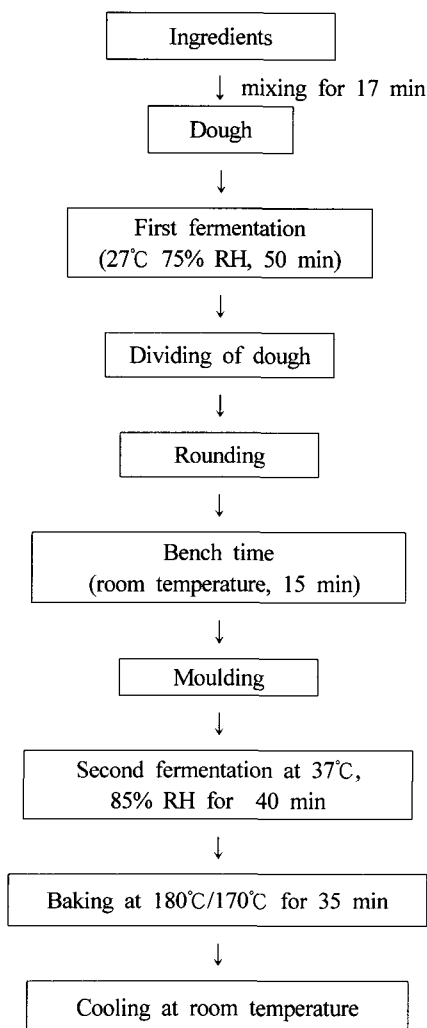 Ingredients
↓ mixing for 17 min
Dough
↓
First fermentation
(27℃ 75% RH, 50 min)
↓
Dividing of dough
↓
Rounding
↓
Bench time
(room temperature, 15 min)
↓
Moulding
↓
Second fermentation at 37℃,
85% RH for 40 min
↓
Baking at 180℃/170℃ for 35 min
↓
Cooling at room temperature